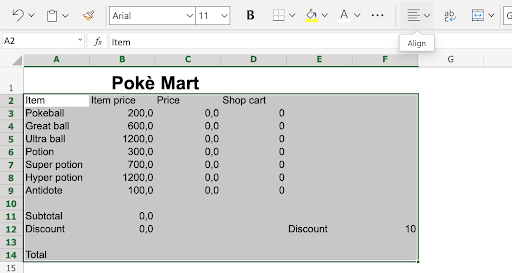 Arial 11 B A ...
A2 fx Item
Align
A B C D E F G
1 Pokè Mart
2 Item Item price Price Shop cart
3 Pokeball 200,0 0,0 0
4 Great ball 600,0 0,0 0
5 Ultra ball 1200,0 0,0 0
6 Potion 300,0 0,0 0
7 Super potion 700,0 0,0 0
8 Hyper potion 1200,0 0,0 0
9 Antidote 100,0 0,0 0
10
11 Subtotal 0,0
12 Discount 0,0 Discount 10
13
14 Total
15